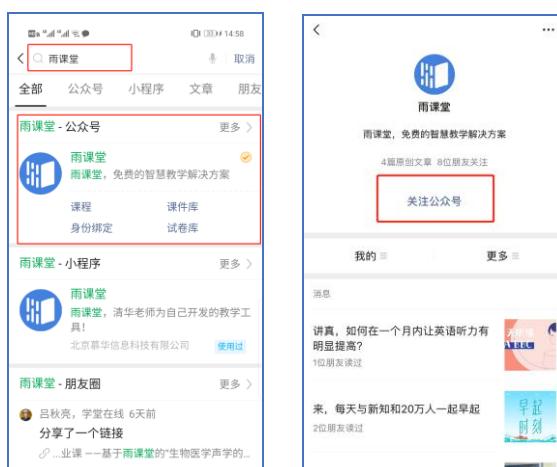 14:58
雨课堂
取消
全部 公众号 小程序 文章 朋友
雨课堂 - 公众号 更多
雨课堂
雨课堂，免费的智慧教学解决方案
课程 课件库
身份绑定 试卷库
雨课堂 - 小程序 更多
雨课堂
雨课堂，清华老师为自己开发的教学工
具！
北京慕华信息科技有限公司 使用过
雨课堂 - 朋友圈 更多
吕秋亮，学堂在线 6天前
分享了一个链接
...业课 ——基于雨课堂的“生物医学声学的...
雨课堂
雨课堂，免费的智慧教学解决方案
4篇原创文章 8位朋友关注
关注公众号
我的 更多
消息
讲真，如何在一个月内让英语听力有
明显提高？
1位朋友读过
来，每天与新知和20万人一起早起
2位朋友读过
早起
时刻